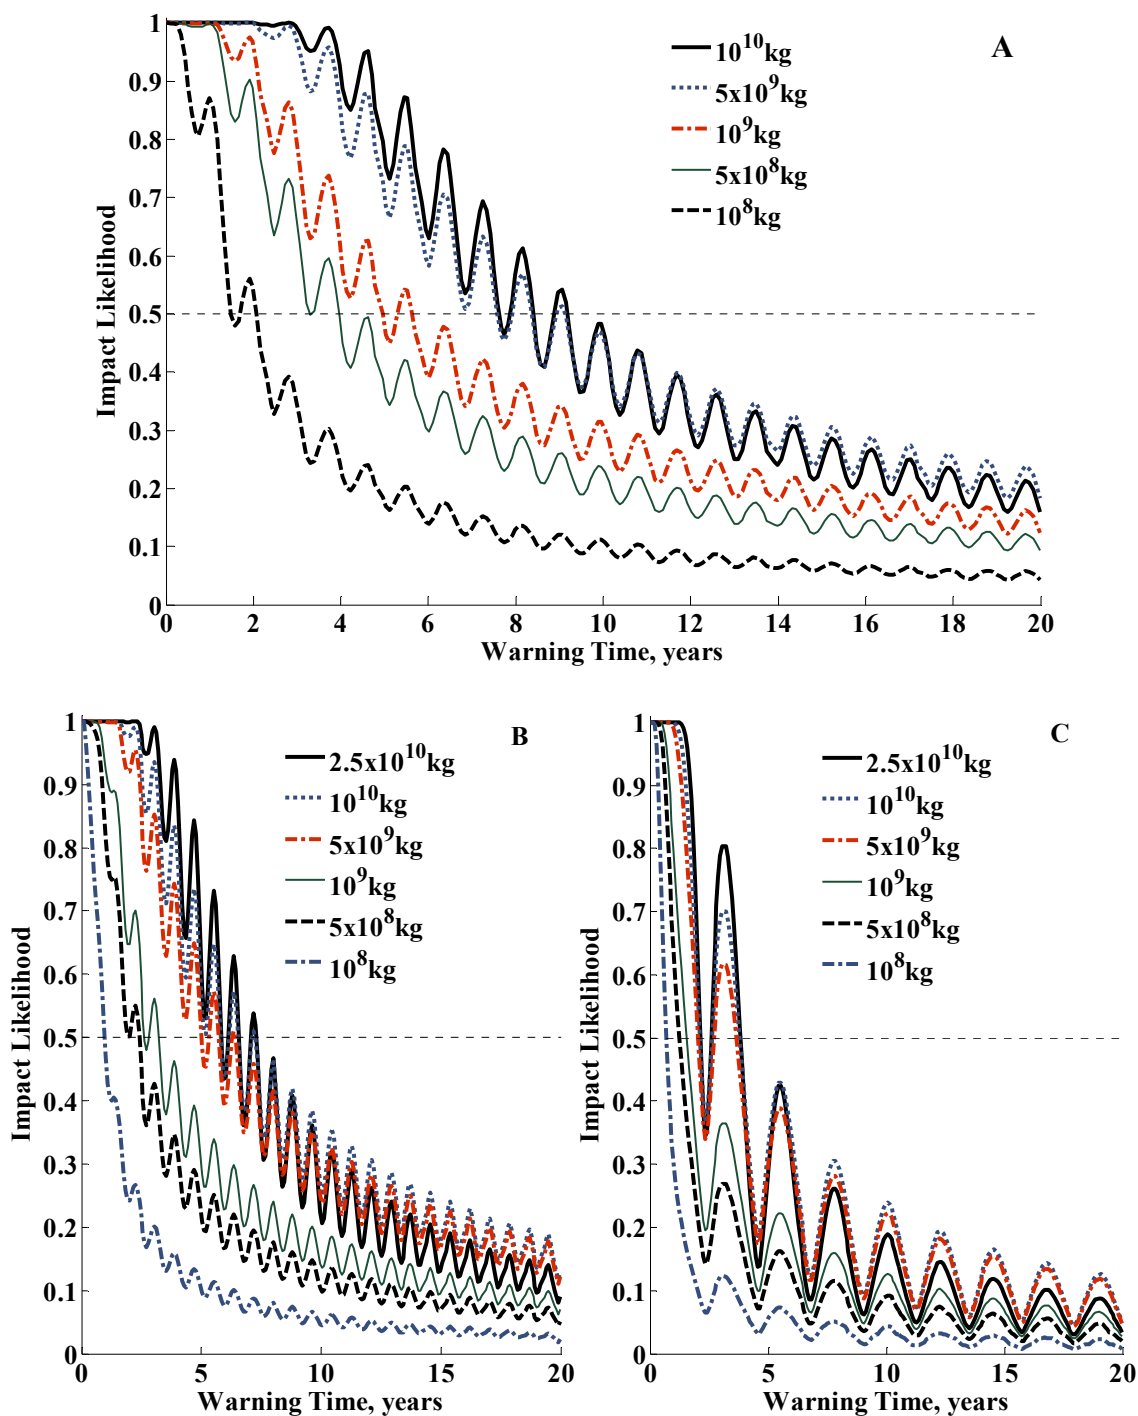 A
10^10kg
5x10^9kg
10^9kg
5x10^8kg
10^8kg
Impact Likelihood
1
0.9
0.8
0.7
0.6
0.5
0.4
0.3
0.2
0.1
0
0 2 4 6 8 10 12 14 16 18 20
Warning Time, years
B
2.5x10^10kg
10^10kg
5x10^9kg
10^9kg
5x10^8kg
10^8kg
Impact Likelihood
1
0.9
0.8
0.7
0.6
0.5
0.4
0.3
0.2
0.1
0
0 5 10 15 20
Warning Time, years
C
2.5x10^10kg
10^10kg
5x10^9kg
10^9kg
5x10^8kg
10^8kg
Impact Likelihood
1
0.9
0.8
0.7
0.6
0.5
0.4
0.3
0.2
0.1
0
0 5 10 15 20
Warning Time, years